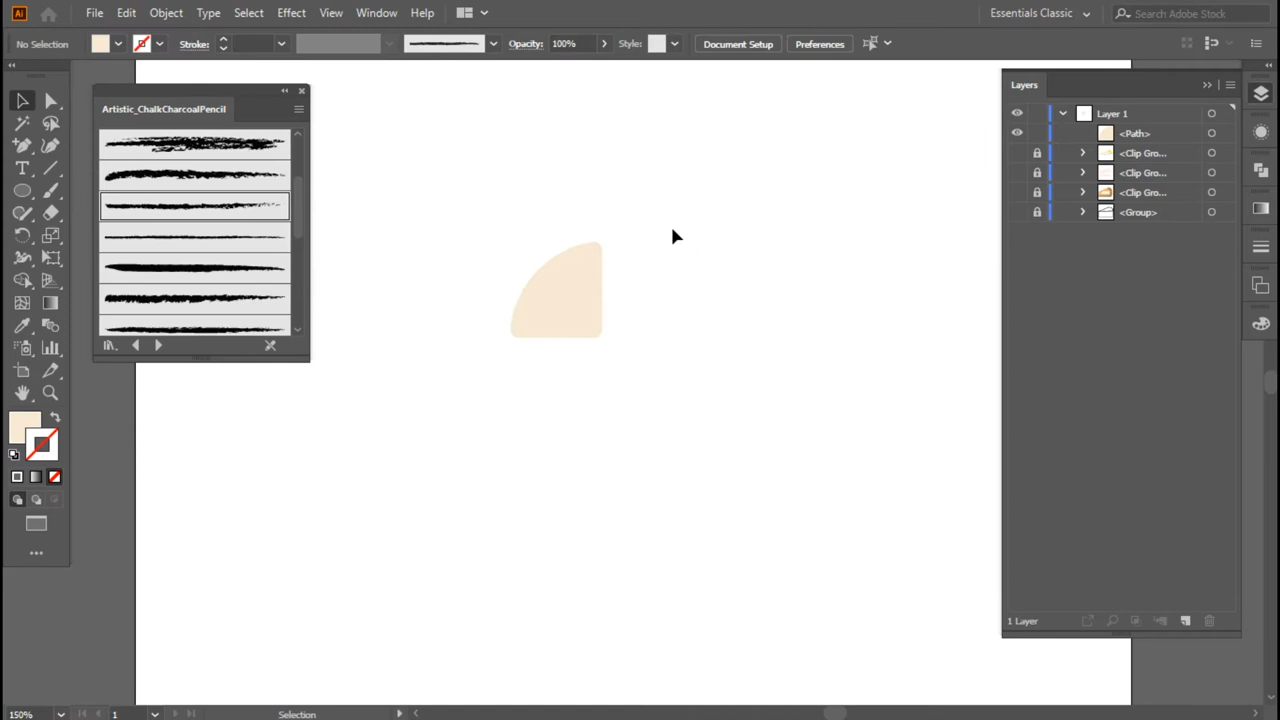 Ai File Edit Object Type Select Effect View Window Help Essentials Classic Search Adobe Stock
No Selection Stroke: Opacity: 100% Style: Document Setup Preferences
Artistic_ChalkCharcoalPencil
Layers
Layer 1
<Path>
<Clip Gro...
<Clip Gro...
<Clip Gro...
<Group>
1 Layer
150% 1 Selection